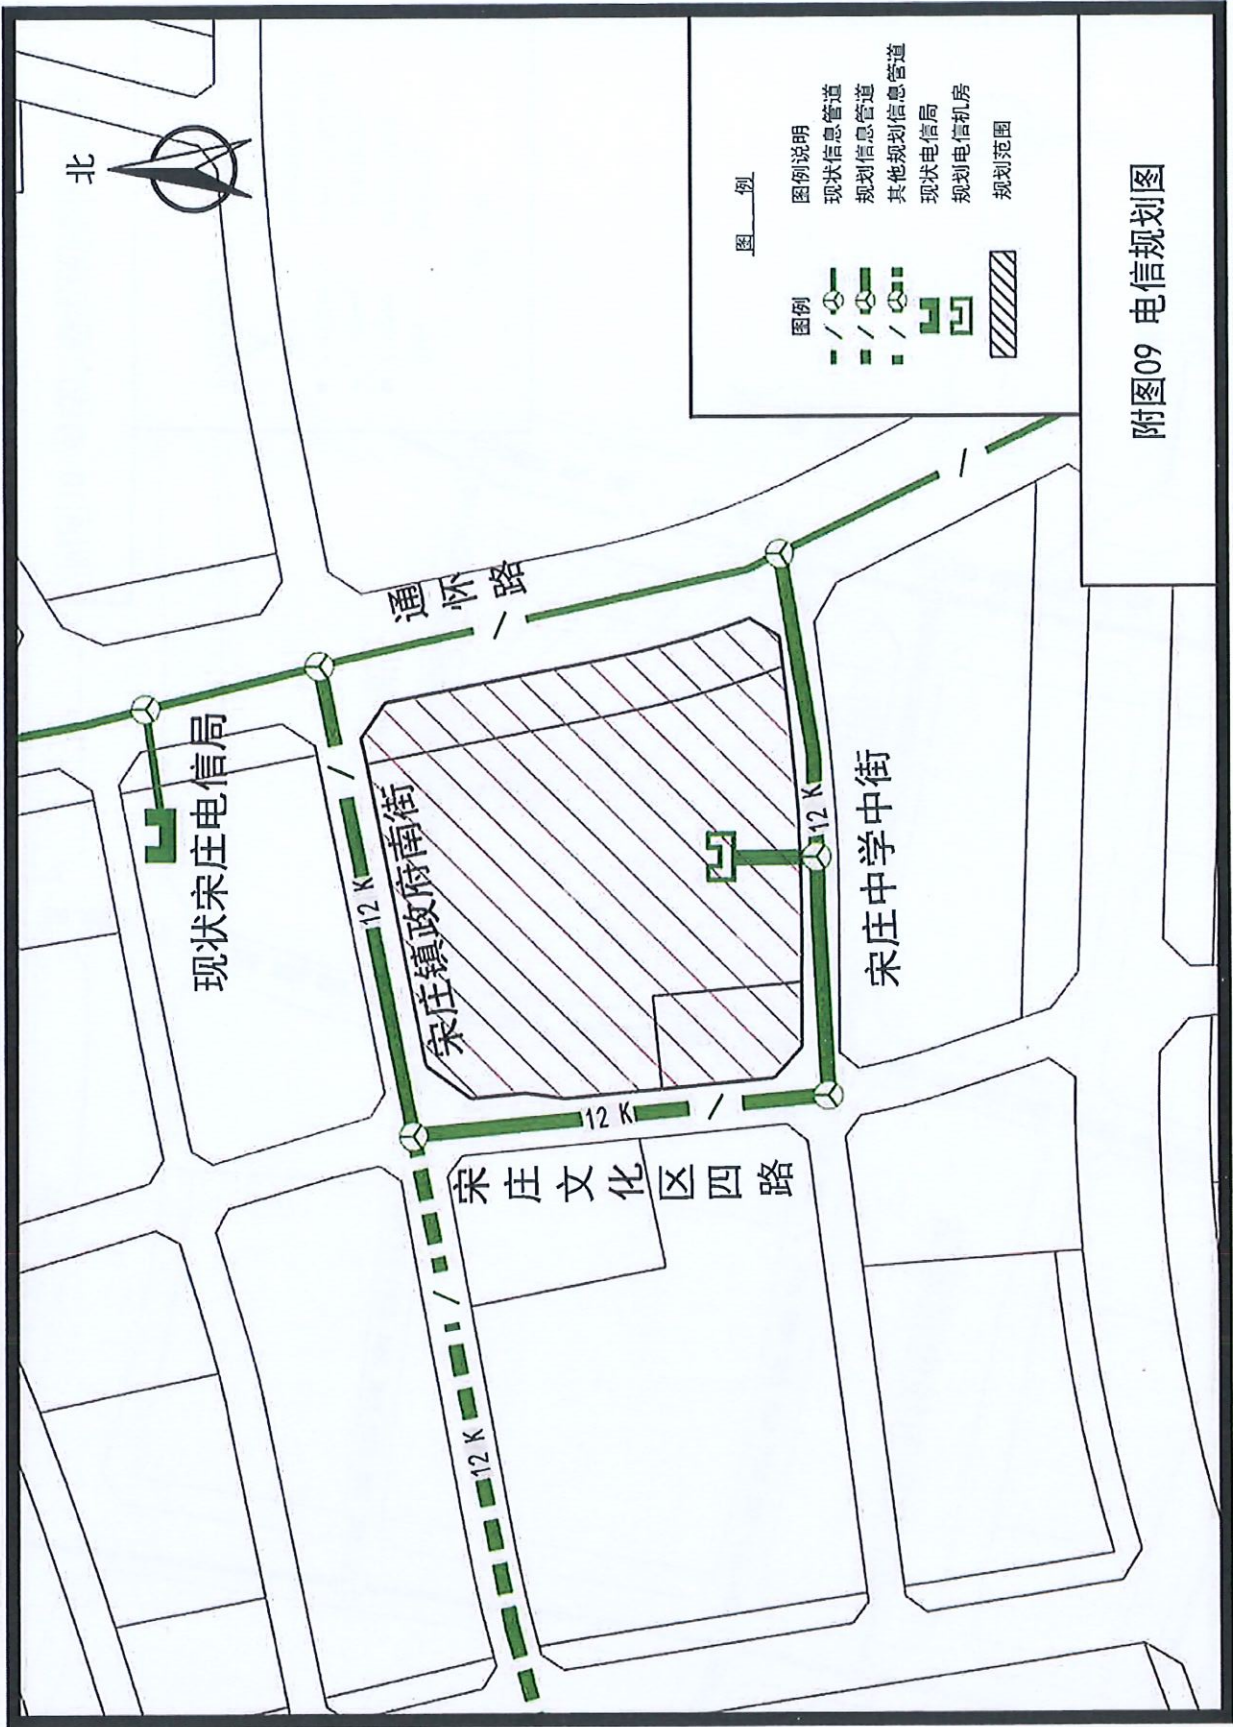 北
现状宋庄电信局
12 K
通怀路
宋庄镇政府南街
12 K
宋庄文化区四路
12 K
12 K
宋庄中学中街
图 例
图例 图例说明
现状信息管道
规划信息管道
其他规划信息管道
现状电信局
规划电信机房
规划范围
附图09 电信规划图